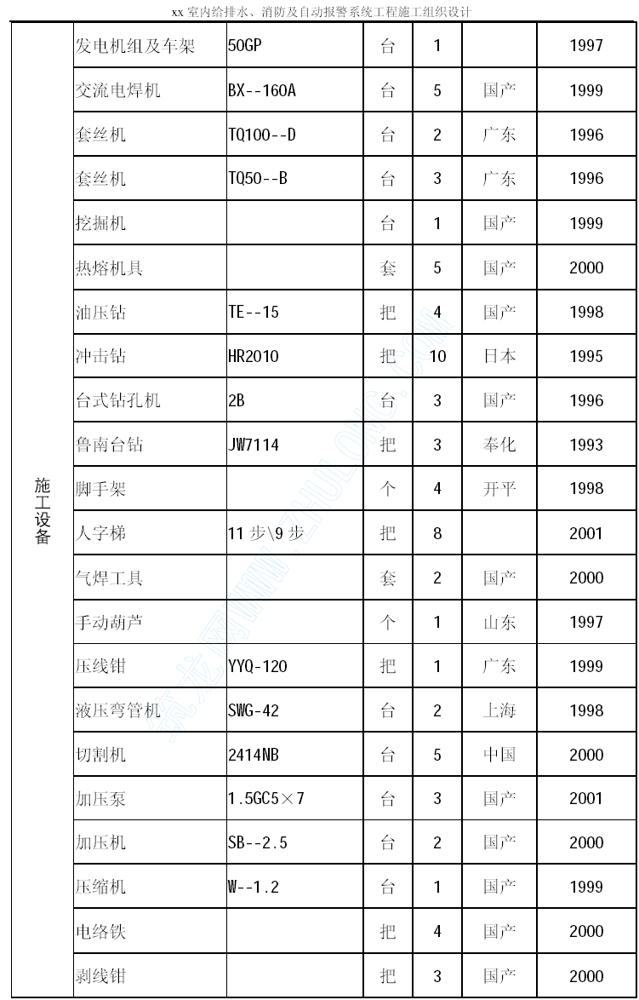 xx 室内给排水、消防及自动报警系统工程施工组织设计
施工设备
发电机组及车架 50GP 台 1 1997
交流电焊机 BX--160A 台 5 国产 1999
套丝机 TQ100--D 台 2 广东 1996
套丝机 TQ50--B 台 3 广东 1996
挖掘机 台 1 国产 1999
热熔机具 套 5 国产 2000
油压钻 TE--15 把 4 国产 1998
冲击钻 HR2010 把 10 日本 1995
台式钻孔机 2B 台 3 国产 1996
鲁南台钻 JW7114 把 3 奉化 1993
脚手架 个 4 开平 1998
人字梯 11 步\9 步 把 8 2001
气焊工具 套 2 国产 2000
手动葫芦 个 1 山东 1997
压线钳 YYQ-120 把 1 广东 1999
液压弯管机 SWG-42 台 2 上海 1998
切割机 2414NB 台 5 中国 2000
加压泵 1.5GC5×7 台 3 国产 2001
加压机 SB--2.5 台 2 国产 2000
压缩机 W--1.2 台 1 国产 1999
电络铁 把 4 国产 2000
剥线钳 把 3 国产 2000
筑龙网WWW.ZHULONG.COM